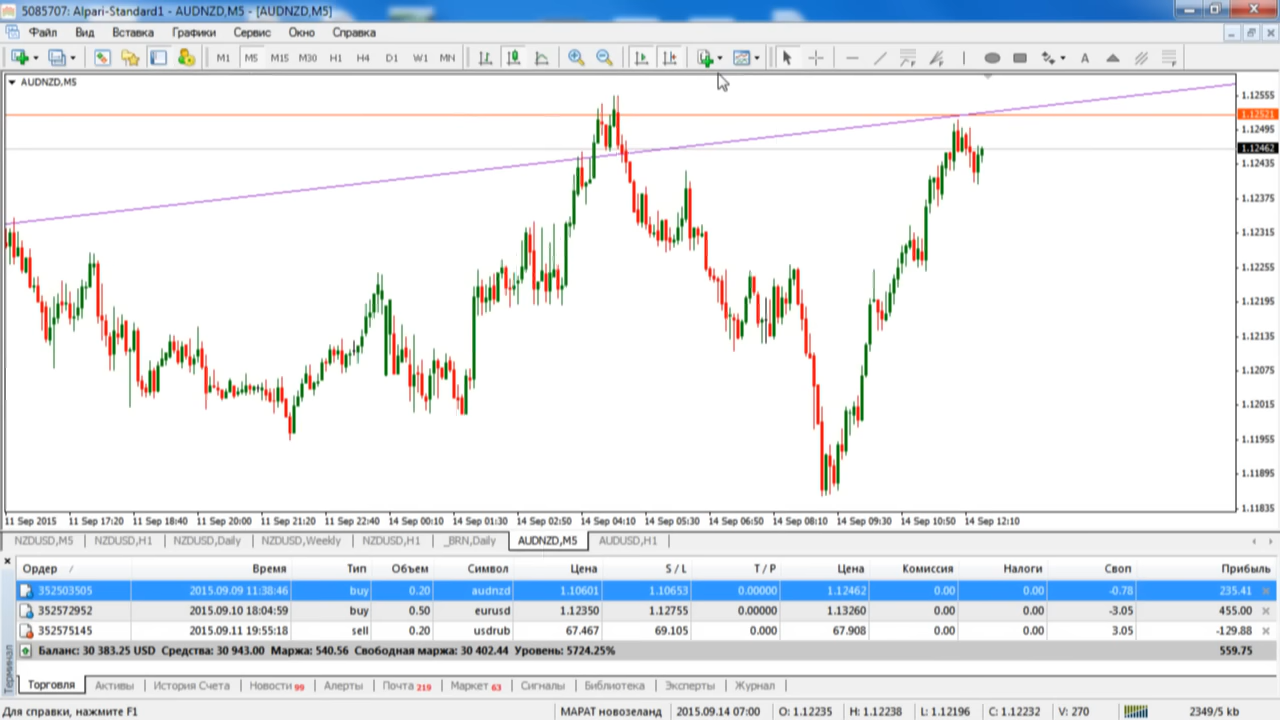 5085707: Alpari-Standard1 - AUDNZD,M5 - [AUDNZD,M5]
Файл Вид Вставка Графики Сервис Окно Справка
M1 M5 M15 M30 H1 H4 D1 W1 MN A
AUDNZD,M5
1.12555
1.12521
1.12495
1.12462
1.12435
1.12375
1.12315
1.12255
1.12195
1.12135
1.12075
1.12015
1.11955
1.11895
1.11835
11 Sep 2015 11 Sep 17:20 11 Sep 18:40 11 Sep 20:00 11 Sep 21:20 11 Sep 22:40 14 Sep 00:10 14 Sep 01:30 14 Sep 02:50 14 Sep 04:10 14 Sep 05:30 14 Sep 06:50 14 Sep 08:10 14 Sep 09:30 14 Sep 10:50 14 Sep 12:10
NZDUSD,M5 NZDUSD,H1 NZDUSD,Daily NZDUSD,Weekly NZDUSD,H1 _BRN,Daily AUDNZD,M5 AUDUSD,H1
Ордер / Время Тип Объем Символ Цена S / L T / P Цена Комиссия Налоги Своп Прибыль
352503505 2015.09.09 11:38:46 buy 0.20 audnzd 1.10601 1.10653 0.00000 1.12462 0.00 0.00 -0.78 235.41
352572952 2015.09.10 18:04:59 buy 0.50 eurusd 1.12350 1.12755 0.00000 1.13260 0.00 0.00 -3.05 455.00
352575145 2015.09.11 19:55:18 sell 0.20 usdrub 67.467 69.105 0.000 67.908 0.00 0.00 3.05 -129.88
Баланс: 30 383.25 USD Средства: 30 943.00 Маржа: 540.56 Свободная маржа: 30 402.44 Уровень: 5724.25% 559.75
Терминал
Торговля Активы История Счета Новости 99 Алерты Почта 219 Маркет 63 Сигналы Библиотека Эксперты Журнал
Для справки, нажмите F1 МАРАТ новозеланд 2015.09.14 07:00 O: 1.12235 H: 1.12238 L: 1.12196 C: 1.12232 V: 270 2349/5 kb